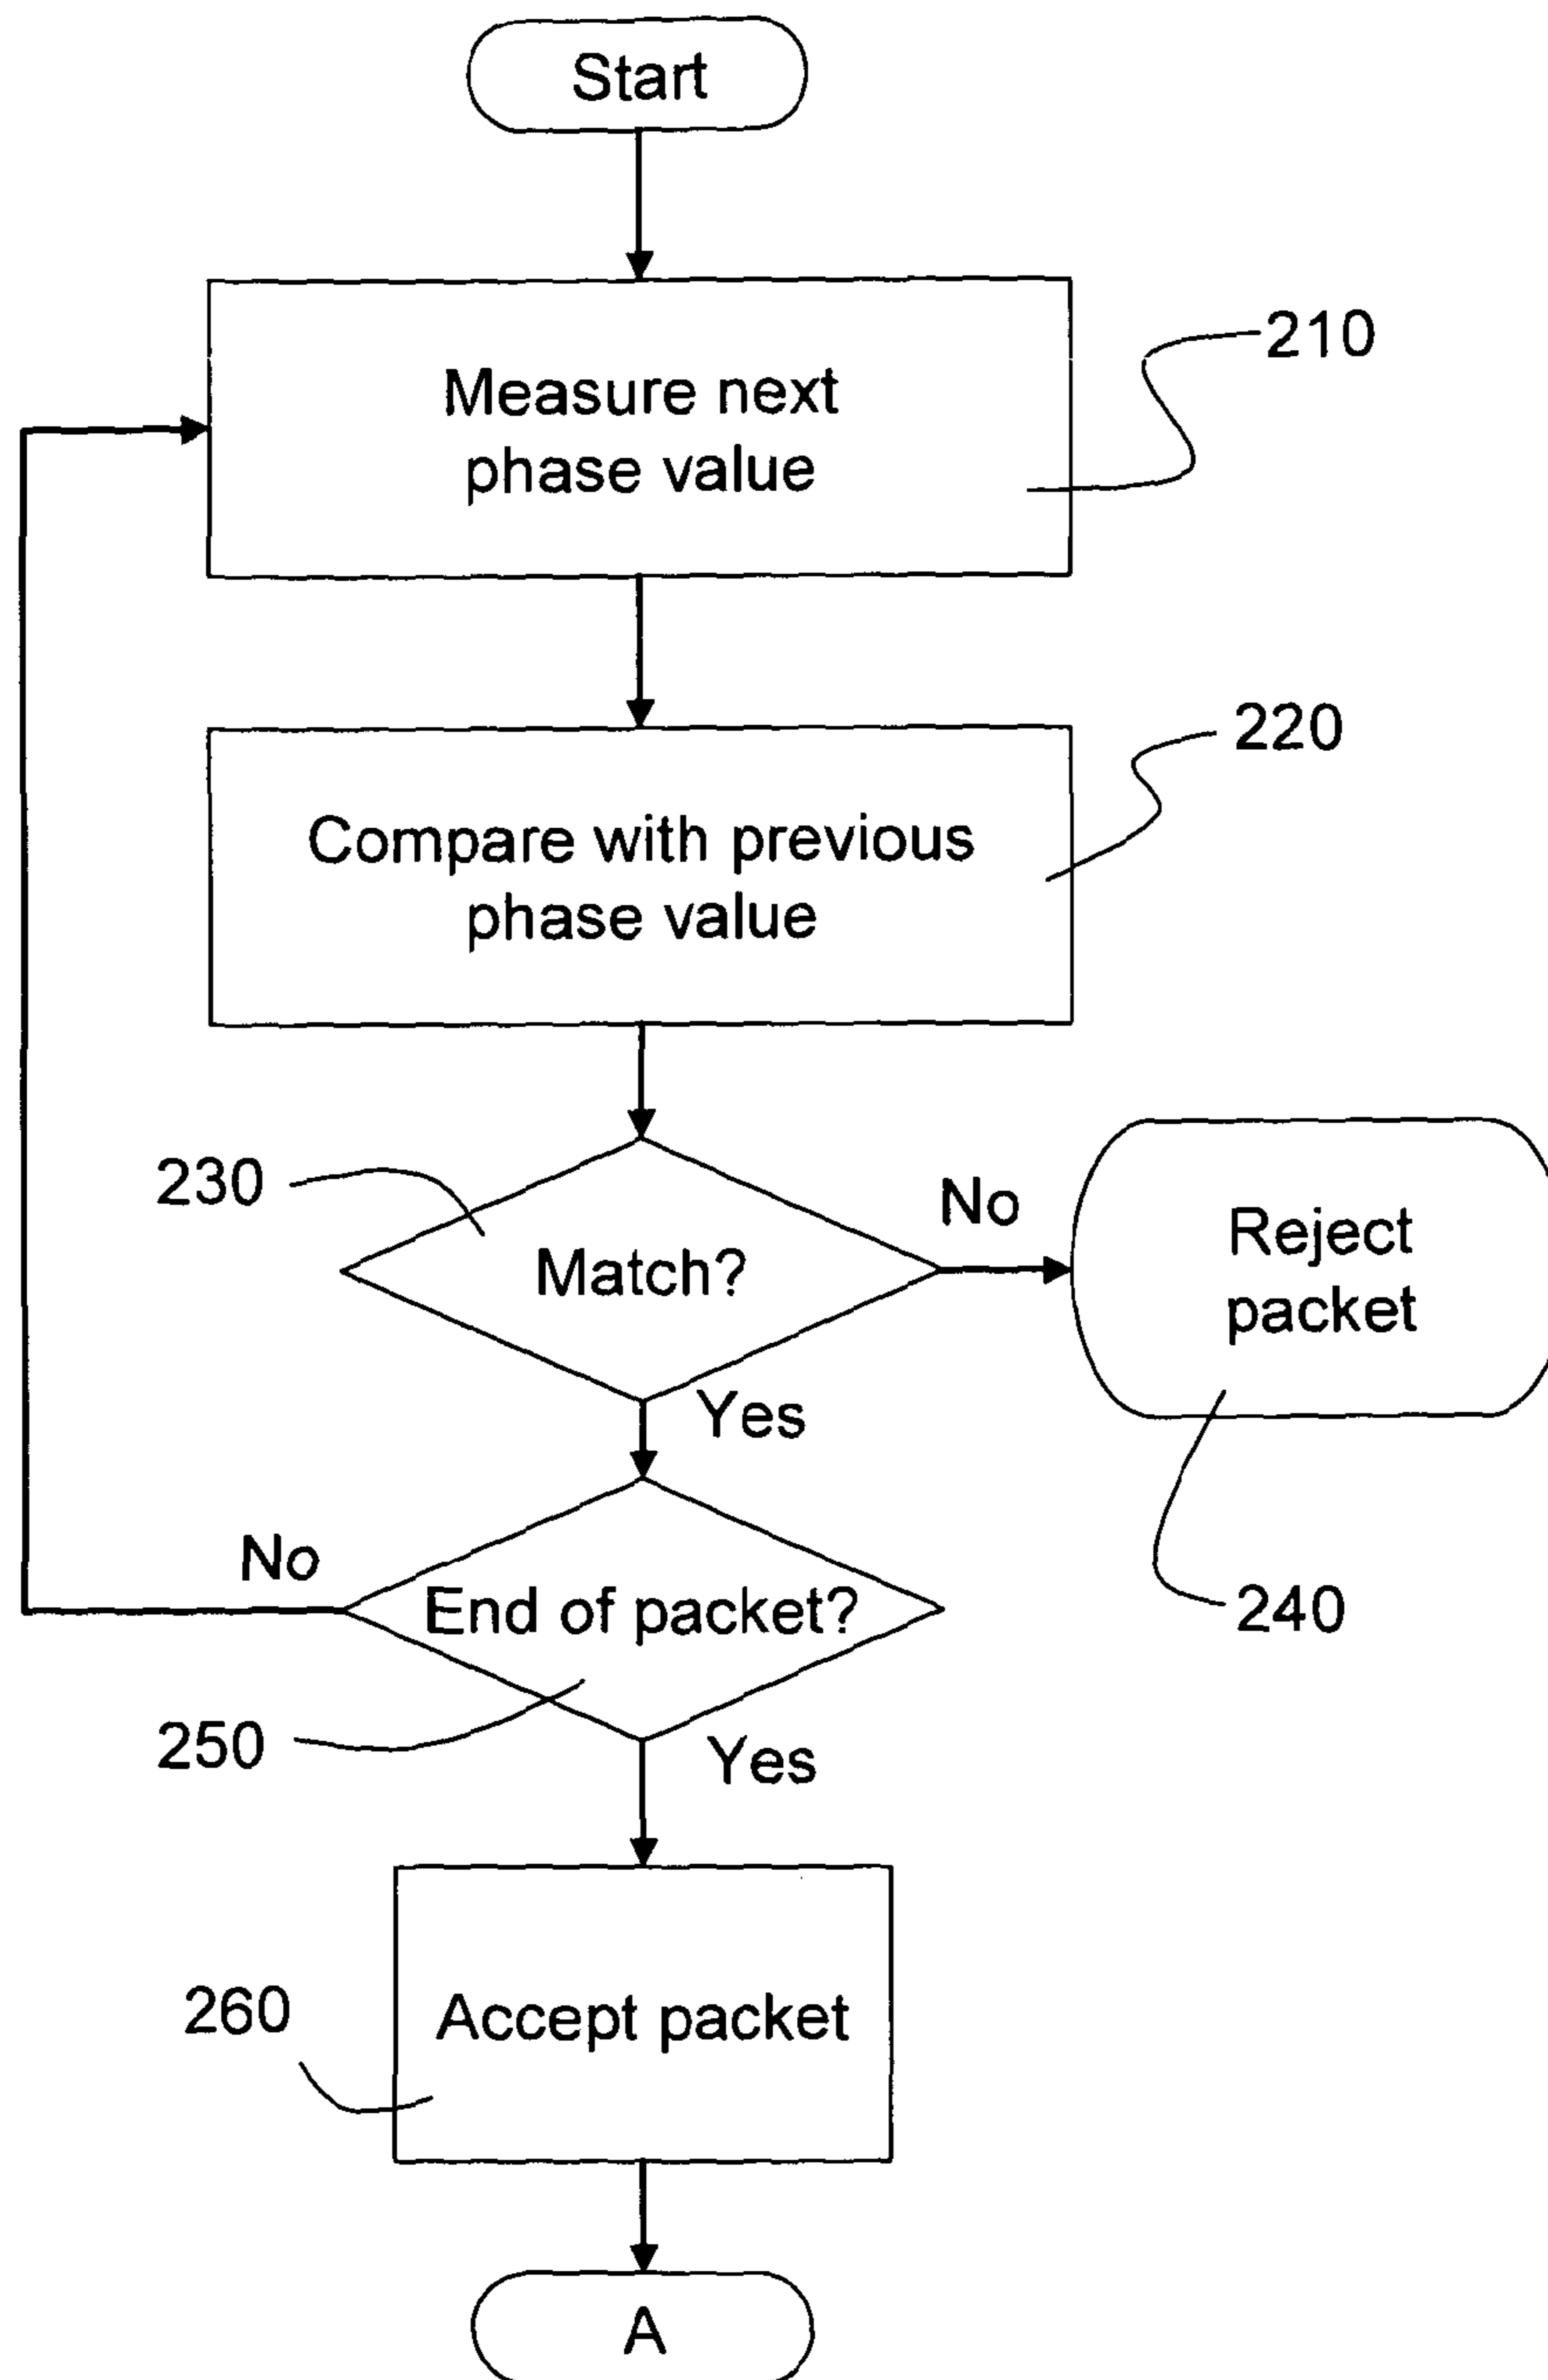 Start
210
Measure next
phase value
220
Compare with previous
phase value
230
Match?
No
Reject
packet
Yes
No
End of packet?
240
250
Yes
260
Accept packet
A